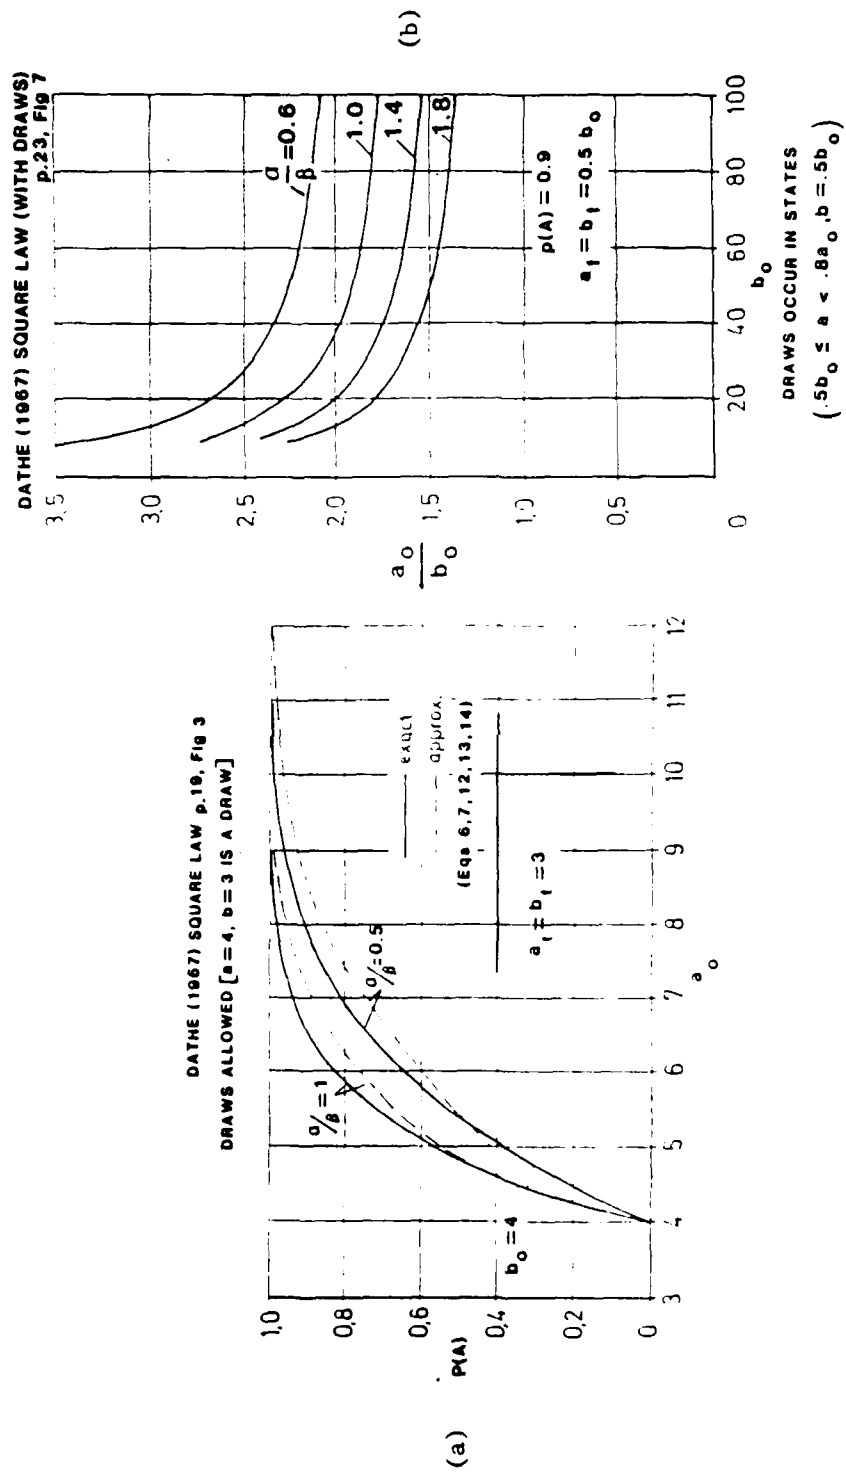 (a)
DATHE (1967) SQUARE LAW p.19, Fig 3
DRAWS ALLOWED [a=4, b=3 IS A DRAW]
P(A)
1,0
0,8
0,6
0,4
0,2
0
3 4 5 6 7 8 9 10 11 12
a₀
b₀=4
α/β=1
α/β=0.5
exact
approx.
(Eqs 6,7,12,13,14)
a_f=b_f=3
(b)
DATHE (1967) SQUARE LAW (WITH DRAWS)
p.23, Fig 7
a₀/b₀
3,5
3,0
2,5
2,0
1,5
1,0
0,5
0
20 40 60 80 100
b₀
α/β=0.6
1.0
1.4
1.8
p(A)=0.9
a_f=b_f=0.5 b₀
DRAWS OCCUR IN STATES
(.5b₀ ≤ a < .8a₀, b=.5b₀)